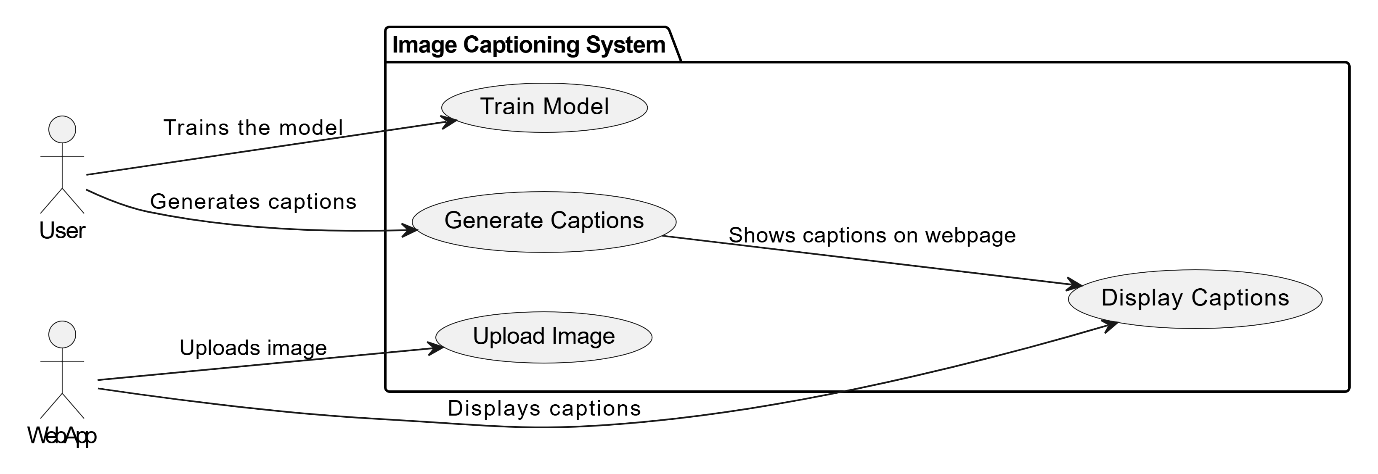 Image Captioning System
Train Model
Trains the model
Generates captions
Generate Captions
User
Shows captions on webpage
Display Captions
Upload Image
Uploads image
Displays captions
WebApp